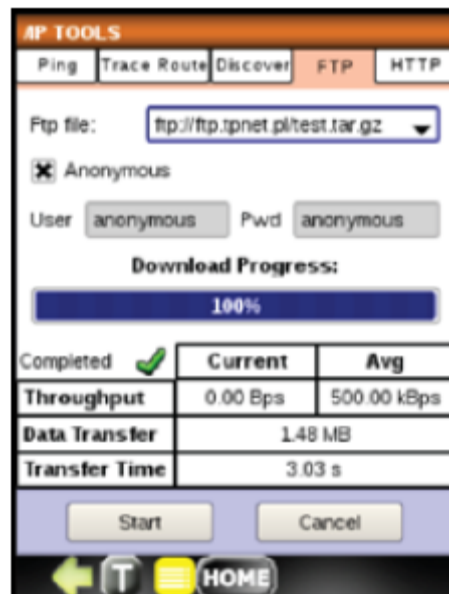 AP TOOLS
Ping Trace Route Discover FTP HTTP
Ftp file: ftp://ftp.tpnet.pl/test.tar.gz
Anonymous
User anonymous Pwd anonymous
Download Progress:
100%
Completed Current Avg
Throughput 0.00 Bps 500.00 kBps
Data Transfer 1.48 MB
Transfer Time 3.03 s
Start Cancel
T HOME